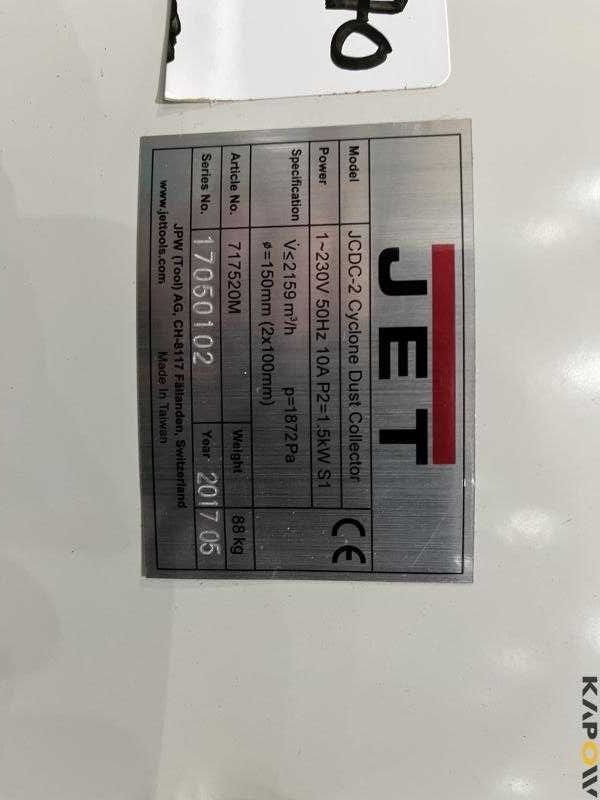 40
JET
Model JCDC-2 Cyclone Dust Collector
Power 1~230V 50Hz 10A P2=1.5kW S1
CE
Specification V̇≤2159 m³/h p=1872Pa
ø=150mm (2x100mm)
Article No. 717520M Weight 88 kg
Series No. 17050102 Year 2017 05
JPW (Tool) AG, CH-8117 Fällanden, Switzerland
www.jettools.com Made In Taiwan
KAPOW